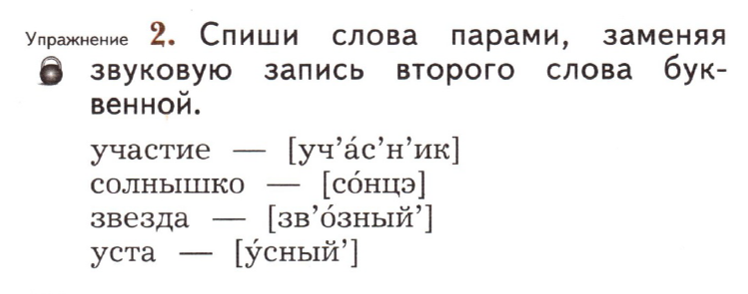 Упражнение 2. Спиши слова парами, заменяя
звуковую запись второго слова бук-
венной.
участие — [уч’а́с’н’ик]
солнышко — [со́нцэ]
звезда — [зв’о́зный’]
уста — [у́сный’]